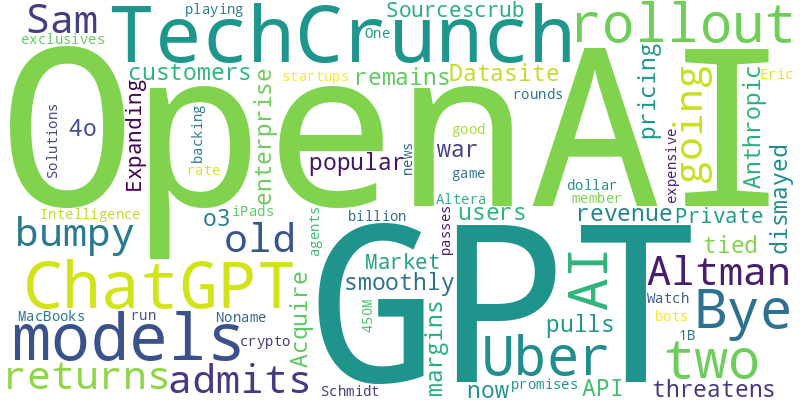 playing
Sourcescrub
Sam
TechCrunch
rollout
One
exclusives
customers
startups
remains
Datasite
Eric
OpenAI
Expanding
enterprise
rounds
pricing
going
Anthropic
Solutions
4o
backing
rate
popular
news
good
war
game
expensive
dollar
member
Altera
dismayed
Intelligence
o3
iPads
agents
billion
passes
users
revenue
Private
bumpy
old
GPT
tied
ChatGPT
Market
smoothly
AI
Altman
Acquire
450M
margins
Watch
bots
Bye
MacBooks
run
Noname
models
crypto
pulls
1B
Uber
two
returns
admits
Schmidt
now
promises
API
threatens